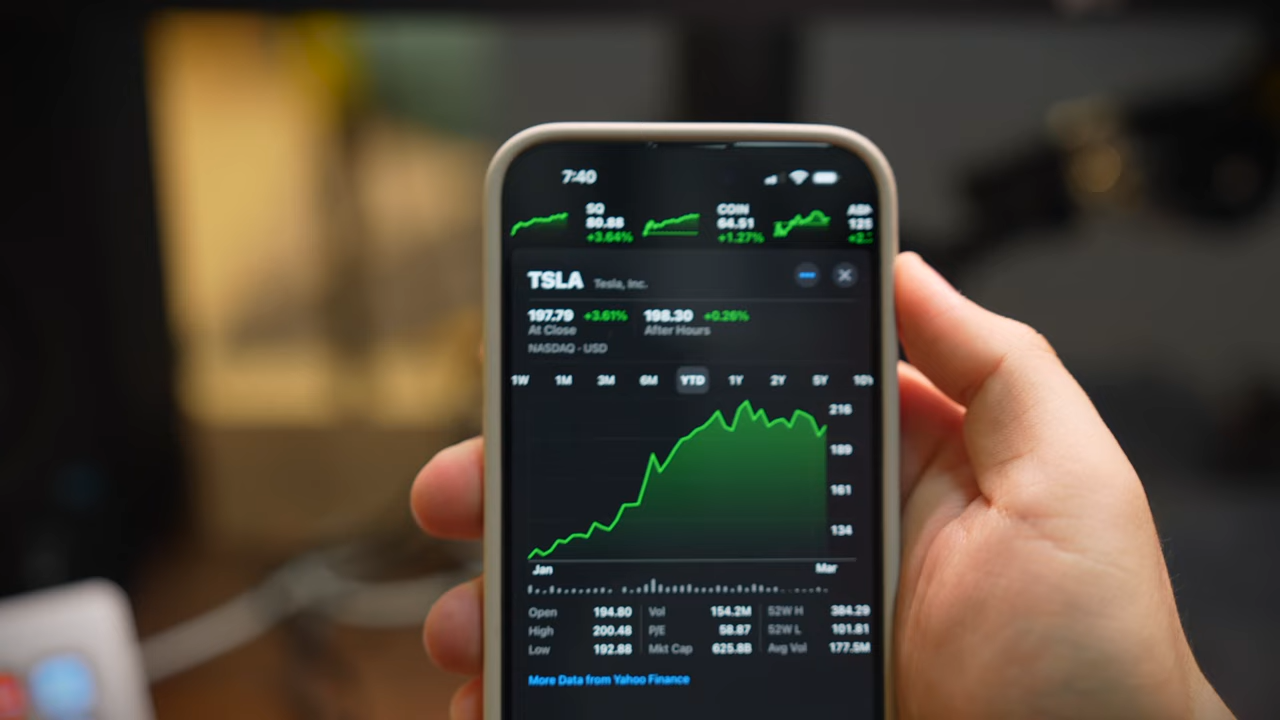 7:40
SQ
80.88
+3.64%
COIN
64.51
+1.27%
TSLA Tesla, Inc.
197.79 +3.61% 198.30 +0.26%
At Close After Hours
NASDAQ · USD
1W 1M 3M 6M YTD 1Y 2Y 5Y
216
189
161
134
Jan Mar
Open 194.80 Vol 154.2M 52W H 384.29
High 200.48 P/E 58.87 52W L 101.81
Low 192.88 Mkt Cap 625.8B Avg Vol 177.5M
More Data from Yahoo Finance